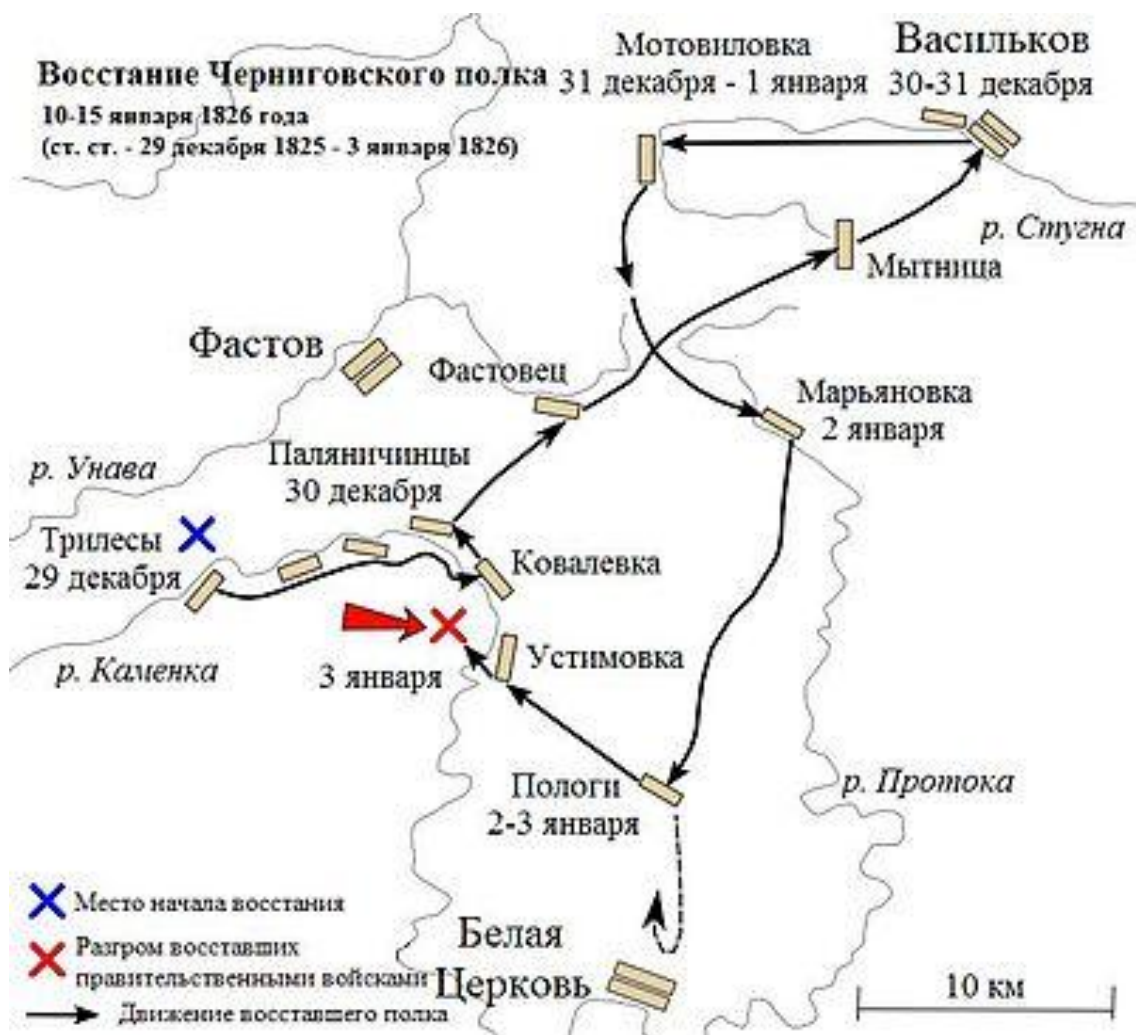 Восстание Черниговского полка
10-15 января 1826 года
(ст. ст. - 29 декабря 1825 - 3 января 1826)
Мотовиловка
31 декабря - 1 января
Васильков
30-31 декабря
р. Стугна
Мытница
Фастов
Фастовец
Марьяновка
2 января
р. Унава
Паляничинцы
30 декабря
Трилесы
29 декабря
Ковалевка
р. Каменка
3 января
Устимовка
Пологи
2-3 января
р. Протока
Белая
Церковь
Место начала восстания
Разгром восставших
правительственными войсками
Движение восставшего полка
10 км